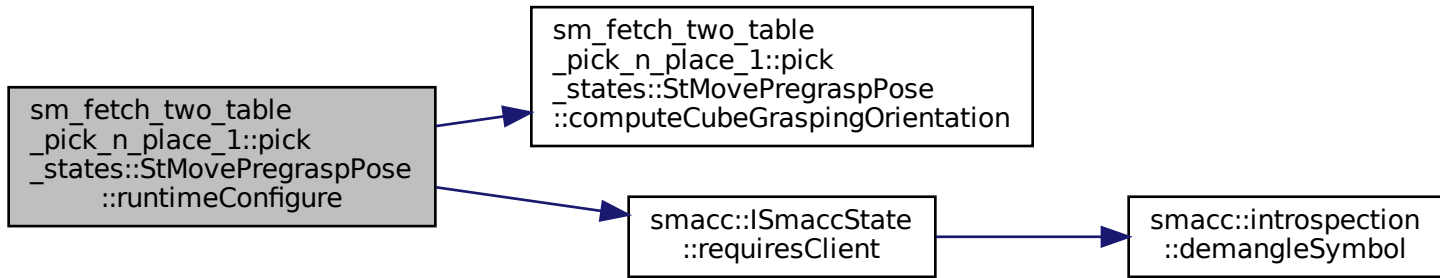 sm_fetch_two_table
_pick_n_place_1::pick
_states::StMovePregraspPose
::runtimeConfigure
sm_fetch_two_table
_pick_n_place_1::pick
_states::StMovePregraspPose
::computeCubeGraspingOrientation
smacc::ISmaccState
::requiresClient
smacc::introspection
::demangleSymbol